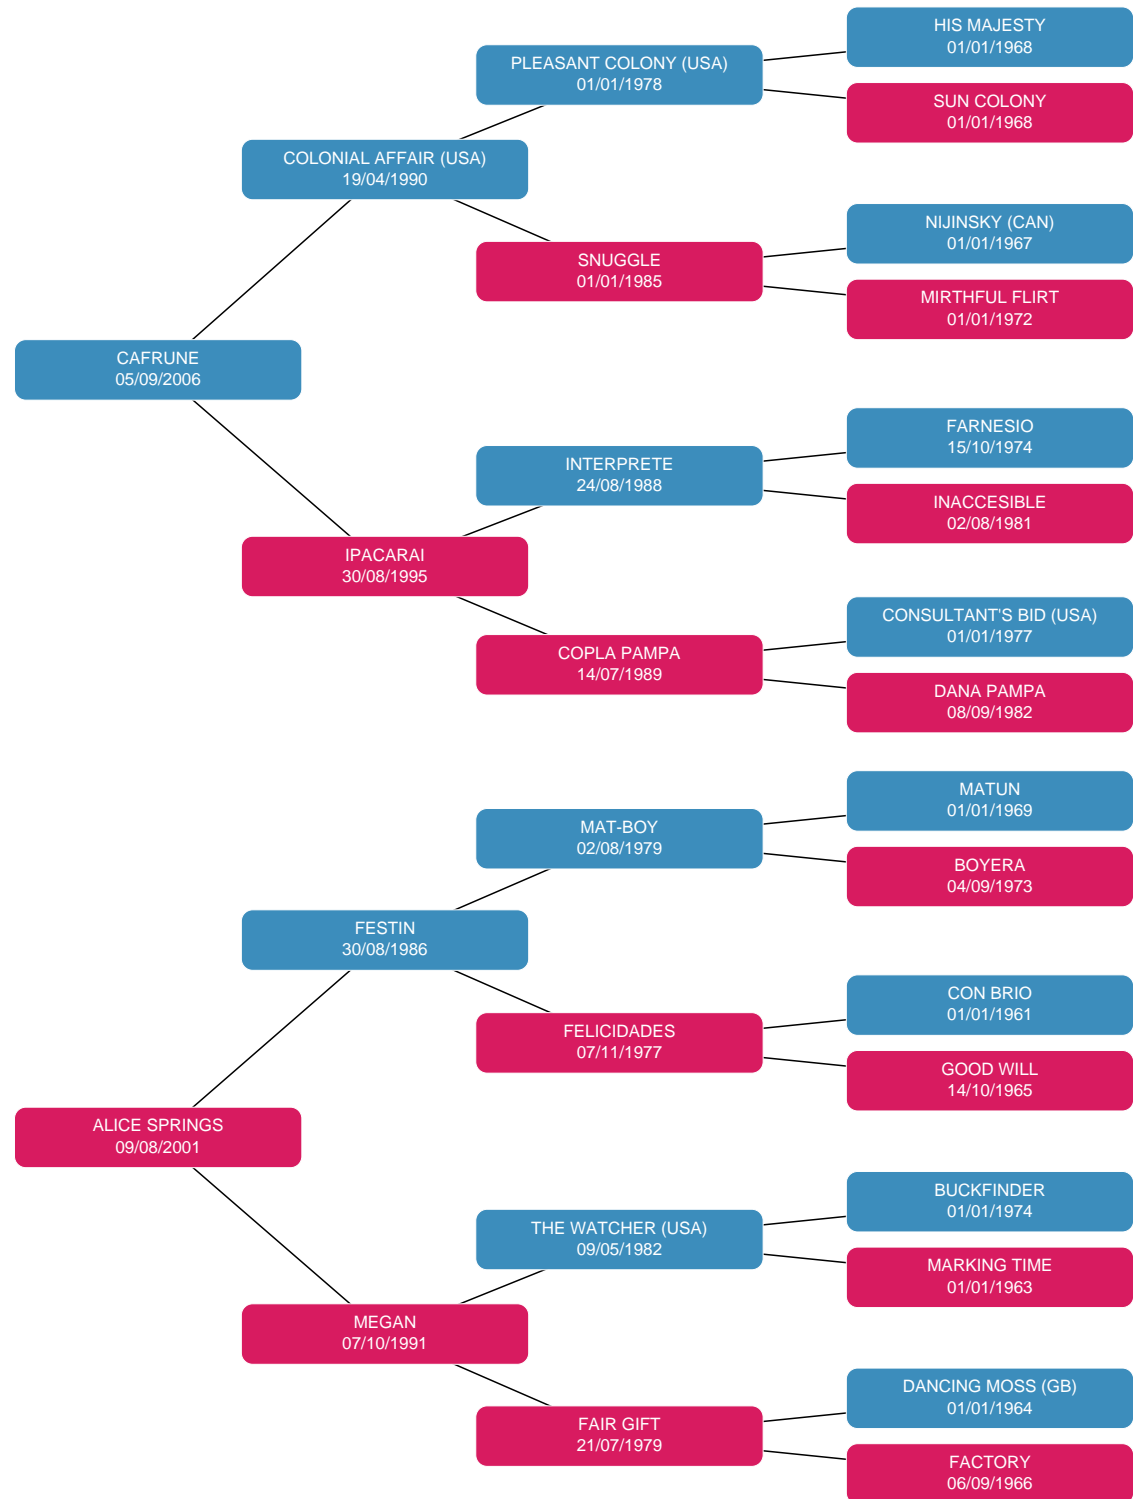 HIS MAJESTY
01/01/1968
PLEASANT COLONY (USA)
01/01/1978
SUN COLONY
01/01/1968
COLONIAL AFFAIR (USA)
19/04/1990
NIJINSKY (CAN)
01/01/1967
SNUGGLE
01/01/1985
MIRTHFUL FLIRT
01/01/1972
CAFRUNE
05/09/2006
FARNESIO
15/10/1974
INTERPRETE
24/08/1988
INACCESIBLE
02/08/1981
IPACARAI
30/08/1995
CONSULTANT'S BID (USA)
01/01/1977
COPLA PAMPA
14/07/1989
DANA PAMPA
08/09/1982
MATUN
01/01/1969
MAT-BOY
02/08/1979
BOYERA
04/09/1973
FESTIN
30/08/1986
CON BRIO
01/01/1961
FELICIDADES
07/11/1977
GOOD WILL
14/10/1965
ALICE SPRINGS
09/08/2001
BUCKFINDER
01/01/1974
THE WATCHER (USA)
09/05/1982
MARKING TIME
01/01/1963
MEGAN
07/10/1991
DANCING MOSS (GB)
01/01/1964
FAIR GIFT
21/07/1979
FACTORY
06/09/1966